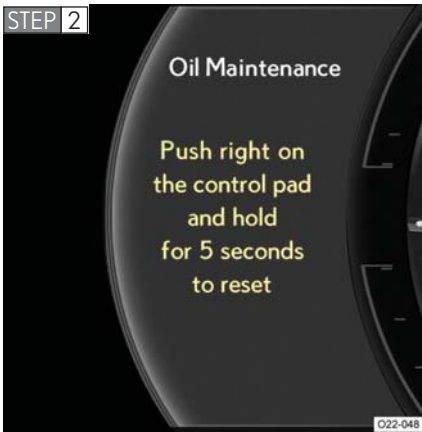 STEP 2
Oil Maintenance
Push right on
the control pad
and hold
for 5 seconds
to reset
O22-048